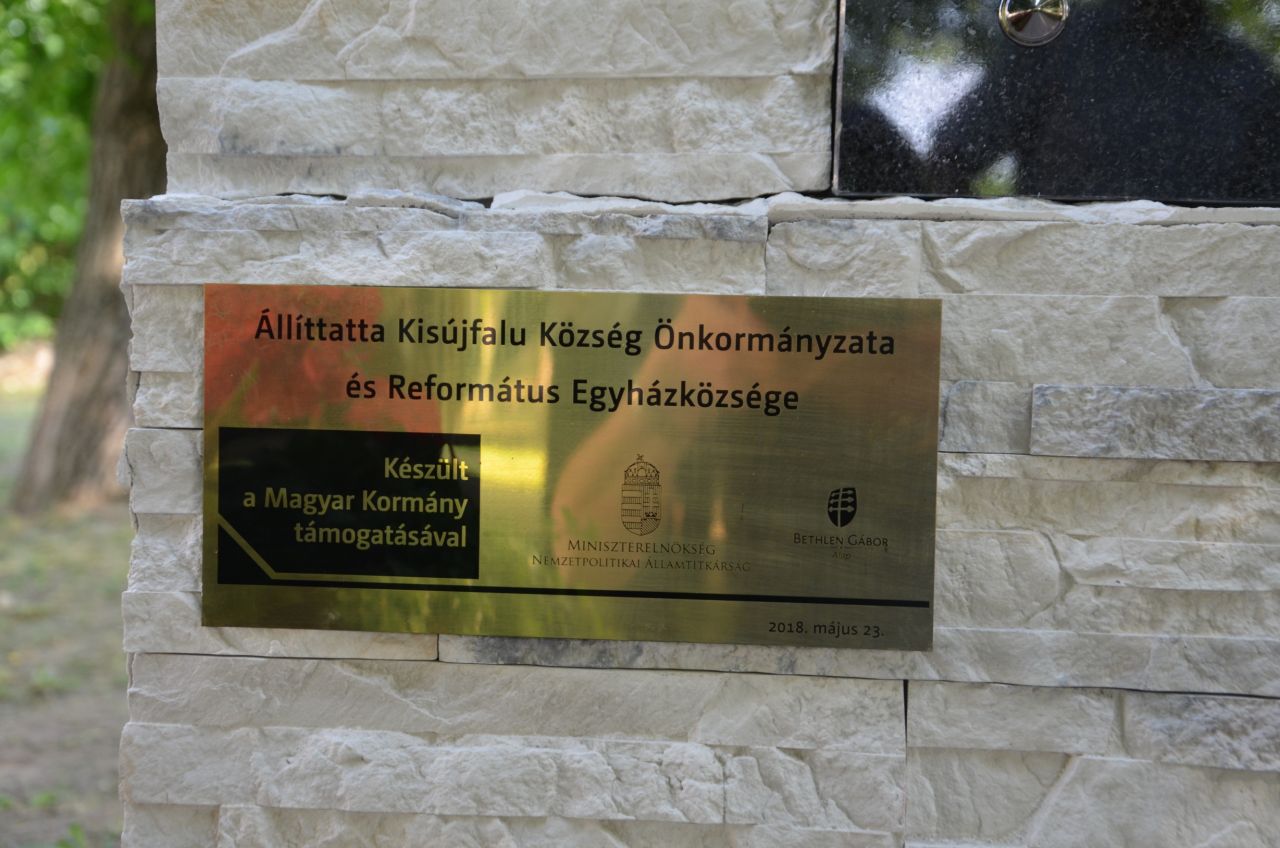 Állíttatta Kisújfalu Község Önkormányzata
és Református Egyházközsége
Készült
a Magyar Kormány
támogatásával
Miniszterelnökség
Nemzetpolitikai Államtitkárság
Bethlen Gábor
Alap
2018. május 23.